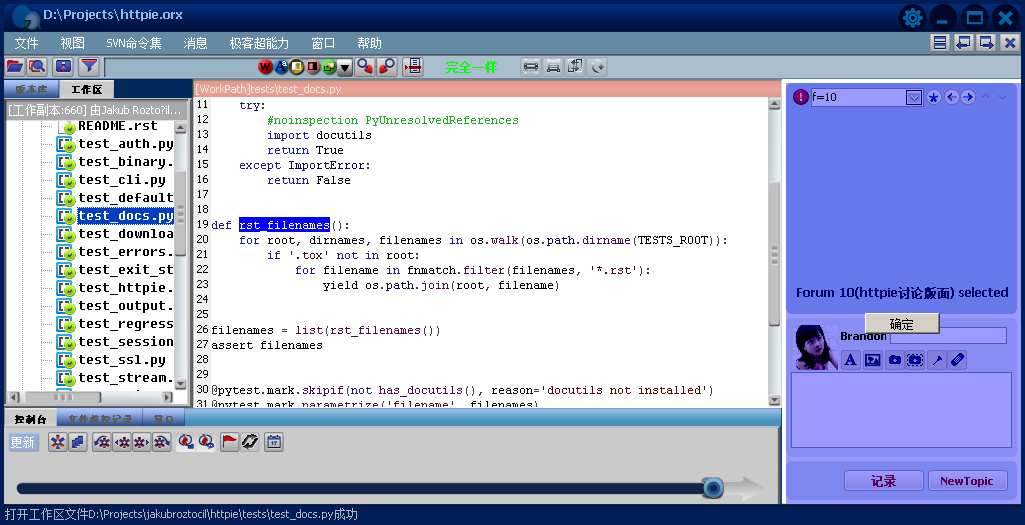 D:\Projects\httpie.orx
文件 视图 SVN命令集 消息 极客超能力 窗口 帮助
完全一样
版本库 工作区
[工作副本:660] 由Jakub Rozto?il...
README.rst
test_auth.py
test_binary.
test_cli.py
test_default
test_docs.py
test_downloa
test_errors.
test_exit_st
test_httpie.
test_output.
test_regress
test_session
test_ssl.py
test_stream.
[WorkPath]tests\test_docs.py
11 try:
12 #noinspection PyUnresolvedReferences
13 import docutils
14 return True
15 except ImportError:
16 return False
17
18
19 def rst_filenames():
20 for root, dirnames, filenames in os.walk(os.path.dirname(TESTS_ROOT)):
21 if '.tox' not in root:
22 for filename in fnmatch.filter(filenames, '*.rst'):
23 yield os.path.join(root, filename)
24
25
26 filenames = list(rst_filenames())
27 assert filenames
28
29
30 @pytest.mark.skipif(not has_docutils(), reason='docutils not installed')
31 @pytest.mark.parametrize('filename', filenames)
f=10
Forum 10(httpie讨论版面) selected
确定
Brandon
记录 NewTopic
控制台 文件监控记录 窗口
更新
17
打开工作区文件D:\Projects\jakubroztocil\httpie\tests\test_docs.py成功